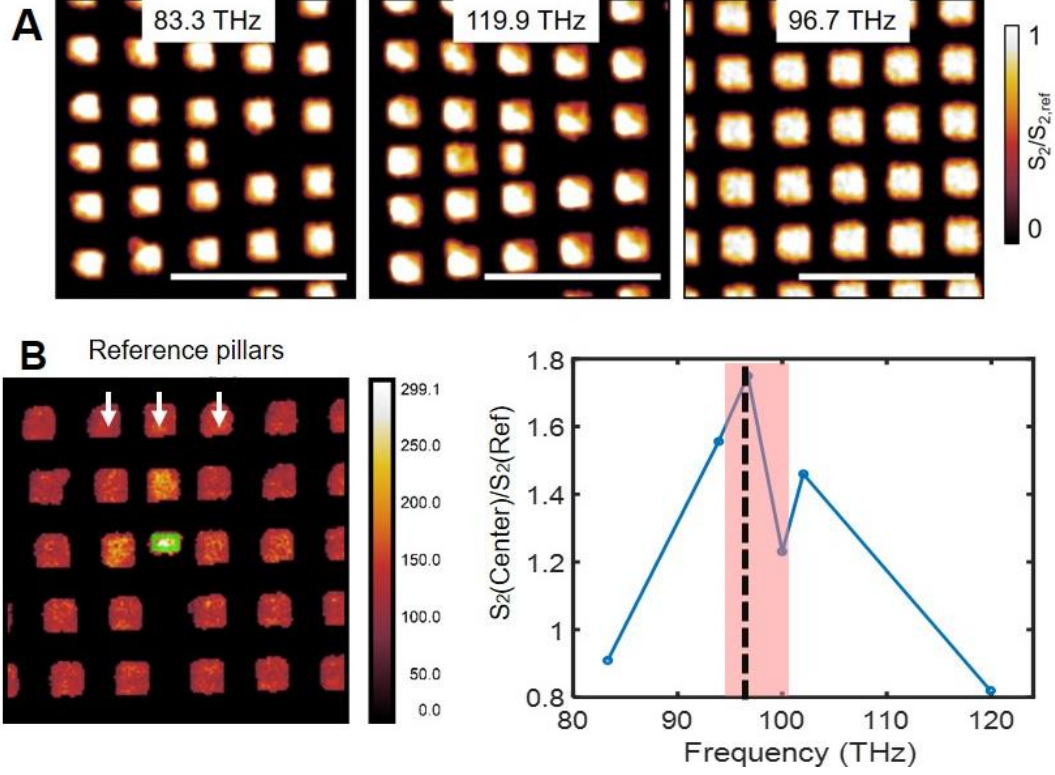 A
83.3 THz
119.9 THz
96.7 THz
1
S₂/S₂,ref
0
B
Reference pillars
299.1
250.0
200.0
150.0
100.0
50.0
0.0
S₂(Center)/S₂(Ref)
1.8
1.6
1.4
1.2
1
0.8
80
90
100
110
120
Frequency (THz)